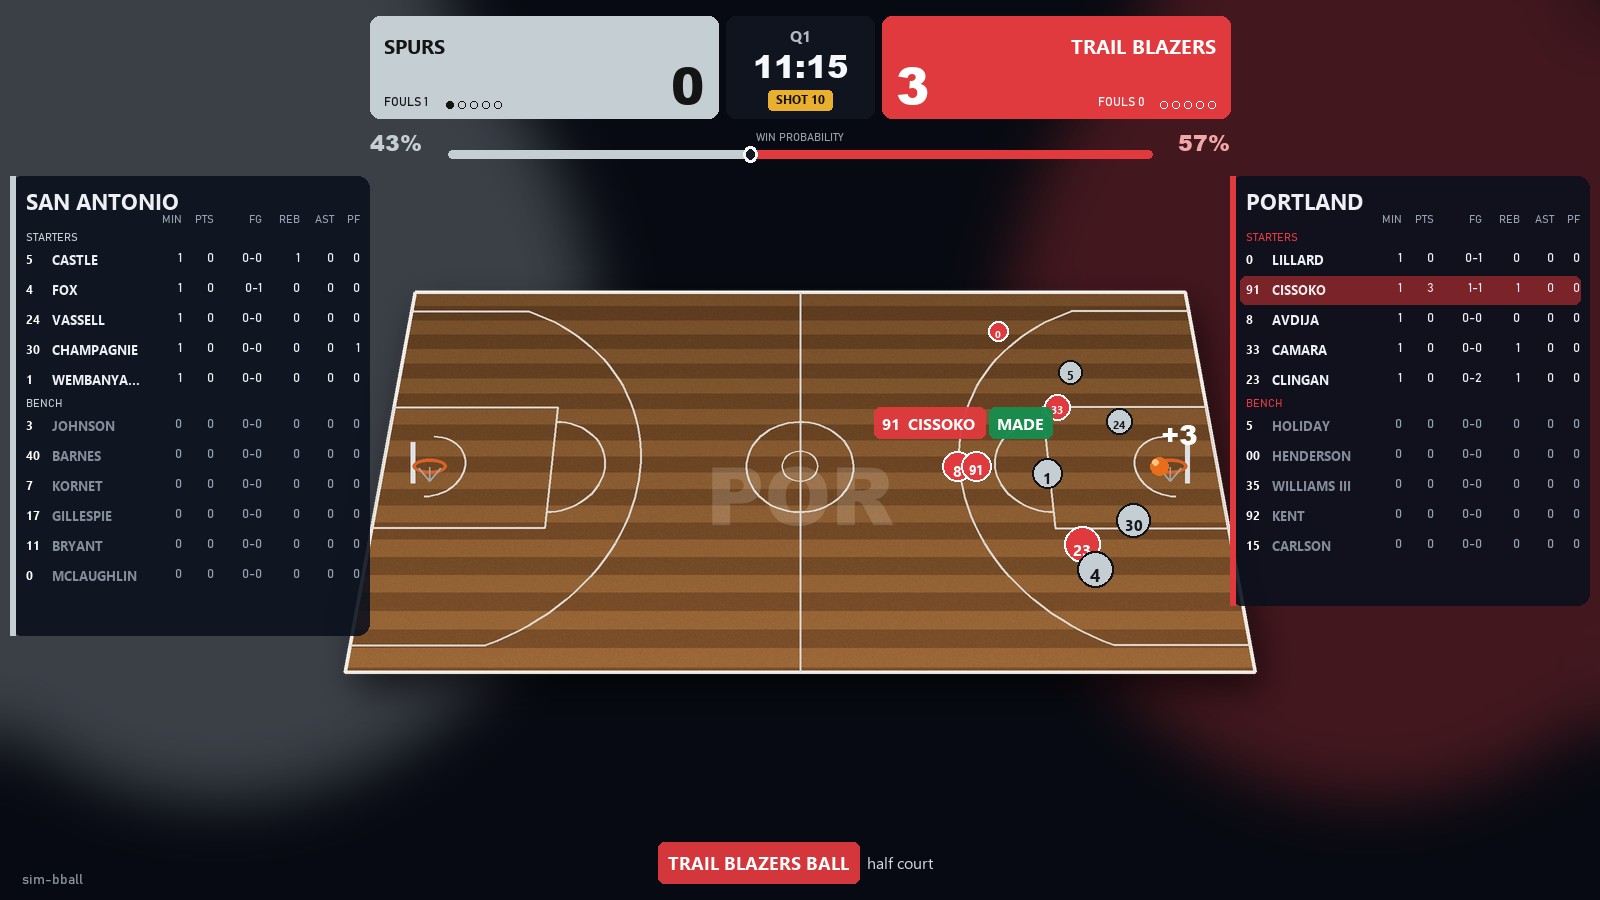 SPURS
0
FOULS 1
Q1
11:15
SHOT 10
TRAIL BLAZERS
3
FOULS 0
43%
WIN PROBABILITY
57%
SAN ANTONIO
MIN PTS FG REB AST PF
STARTERS
5 CASTLE 1 0 0-0 1 0 0
4 FOX 1 0 0-1 0 0 0
24 VASSELL 1 0 0-0 0 0 0
30 CHAMPAGNIE 1 0 0-0 0 0 1
1 WEMBANYA... 1 0 0-0 0 0 0
BENCH
3 JOHNSON 0 0 0-0 0 0 0
40 BARNES 0 0 0-0 0 0 0
7 KORNET 0 0 0-0 0 0 0
17 GILLESPIE 0 0 0-0 0 0 0
11 BRYANT 0 0 0-0 0 0 0
0 MCLAUGHLIN 0 0 0-0 0 0 0
PORTLAND
MIN PTS FG REB AST PF
STARTERS
0 LILLARD 1 0 0-1 0 0 0
91 CISSOKO 1 3 1-1 1 0 0
8 AVDIJA 1 0 0-0 0 0 0
33 CAMARA 1 0 0-0 1 0 0
23 CLINGAN 1 0 0-2 1 0 0
BENCH
5 HOLIDAY 0 0 0-0 0 0 0
00 HENDERSON 0 0 0-0 0 0 0
35 WILLIAMS III 0 0 0-0 0 0 0
92 KENT 0 0 0-0 0 0 0
15 CARLSON 0 0 0-0 0 0 0
0
5
33
24
91 CISSOKO MADE
+3
8
91
1
POR
30
23
4
TRAIL BLAZERS BALL half court
sim-bball